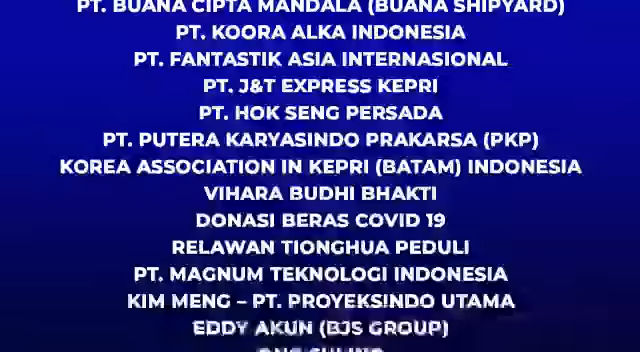 PT. BUANA CIPTA MANDALA (BUANA SHIPYARD)
PT. KOORA ALKA INDONESIA
PT. FANTASTIK ASIA INTERNASIONAL
PT. J&T EXPRESS KEPRI
PT. HOK SENG PERSADA
PT. PUTERA KARYASINDO PRAKARSA (PKP)
KOREA ASSOCIATION IN KEPRI (BATAM) INDONESIA
VIHARA BUDHI BHAKTI
DONASI BERAS COVID 19
RELAWAN TIONGHUA PEDULI
PT. MAGNUM TEKNOLOGI INDONESIA
KIM MENG – PT. PROYEKSINDO UTAMA
EDDY AKUN (BJS GROUP)